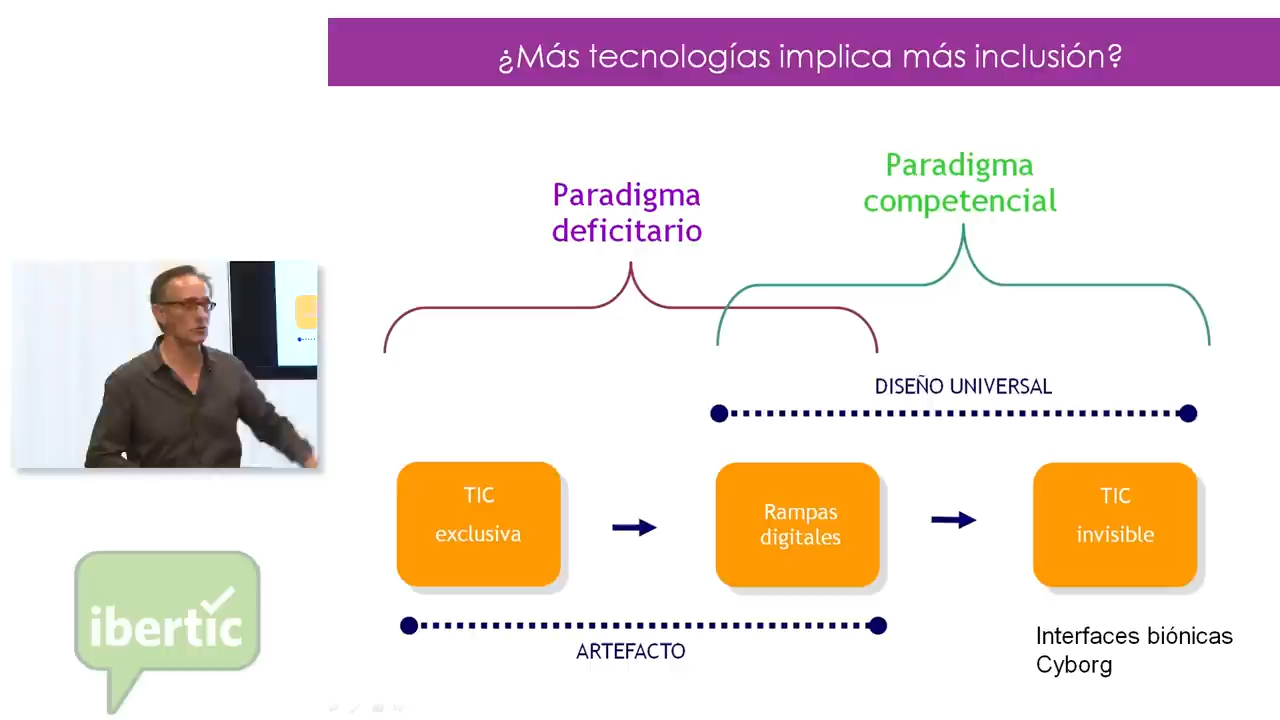 ¿Más tecnologías implica más inclusión?
Paradigma
deficitario
Paradigma
competencial
DISEÑO UNIVERSAL
TIC
exclusiva
Rampas
digitales
TIC
invisible
ARTEFACTO
Interfaces biónicas
Cyborg
ibertic